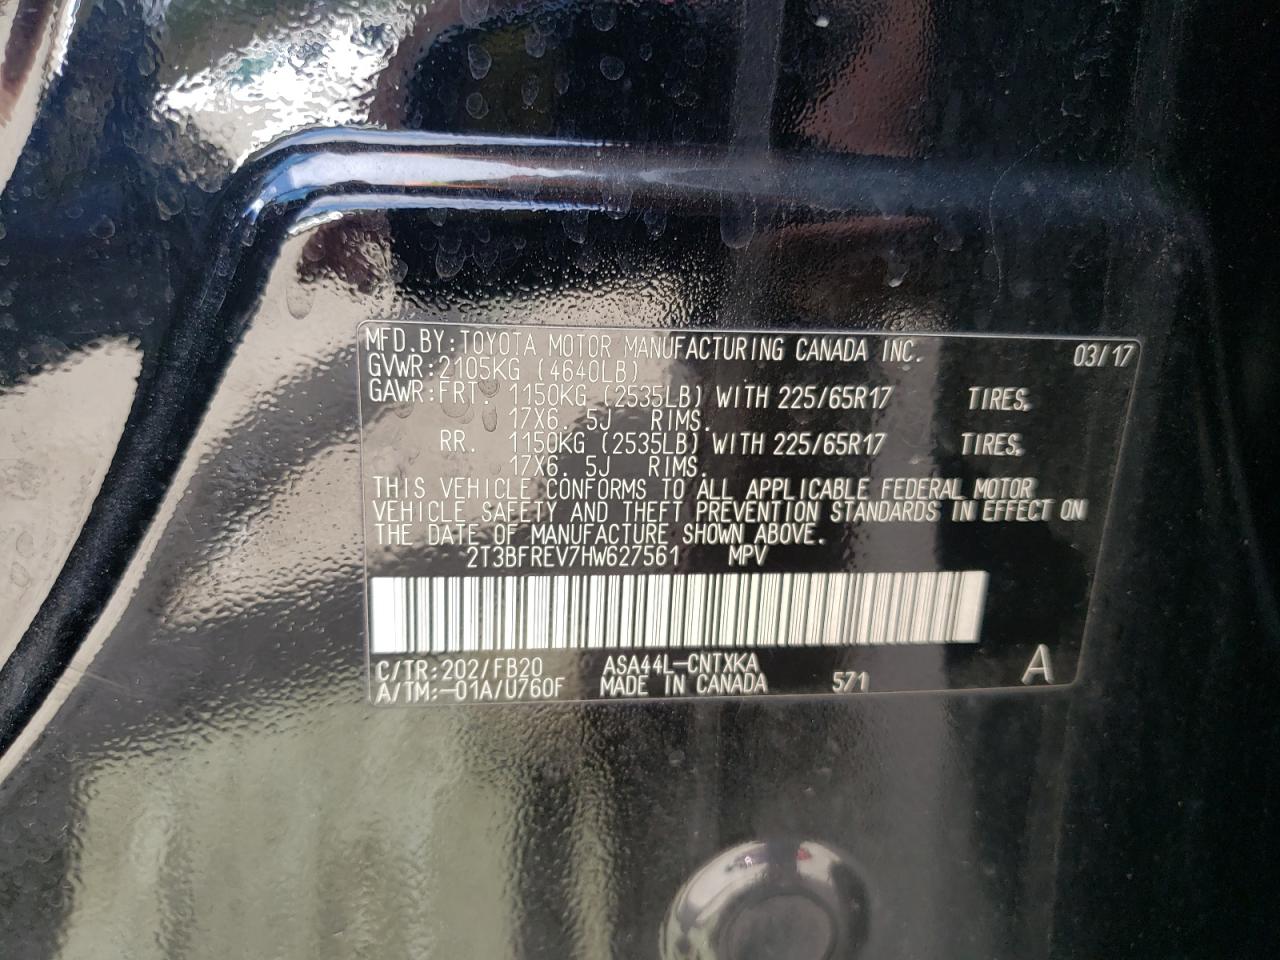 MFD. BY: TOYOTA MOTOR MANUFACTURING CANADA INC. 03/17
GVWR: 2105KG (4640LB)
GAWR: FRT. 1150KG (2535LB) WITH 225/65R17 TIRES,
17X6. 5J RIMS.
RR. 1150KG (2535LB) WITH 225/65R17 TIRES,
17X6. 5J RIMS.
THIS VEHICLE CONFORMS TO ALL APPLICABLE FEDERAL MOTOR
VEHICLE SAFETY AND THEFT PREVENTION STANDARDS IN EFFECT ON
THE DATE OF MANUFACTURE SHOWN ABOVE.
2T3BFREV7HW627561 MPV
C/TR: 202/FB20 ASA44L-CNTXKA A
A/TM: -01A/U760F MADE IN CANADA 571